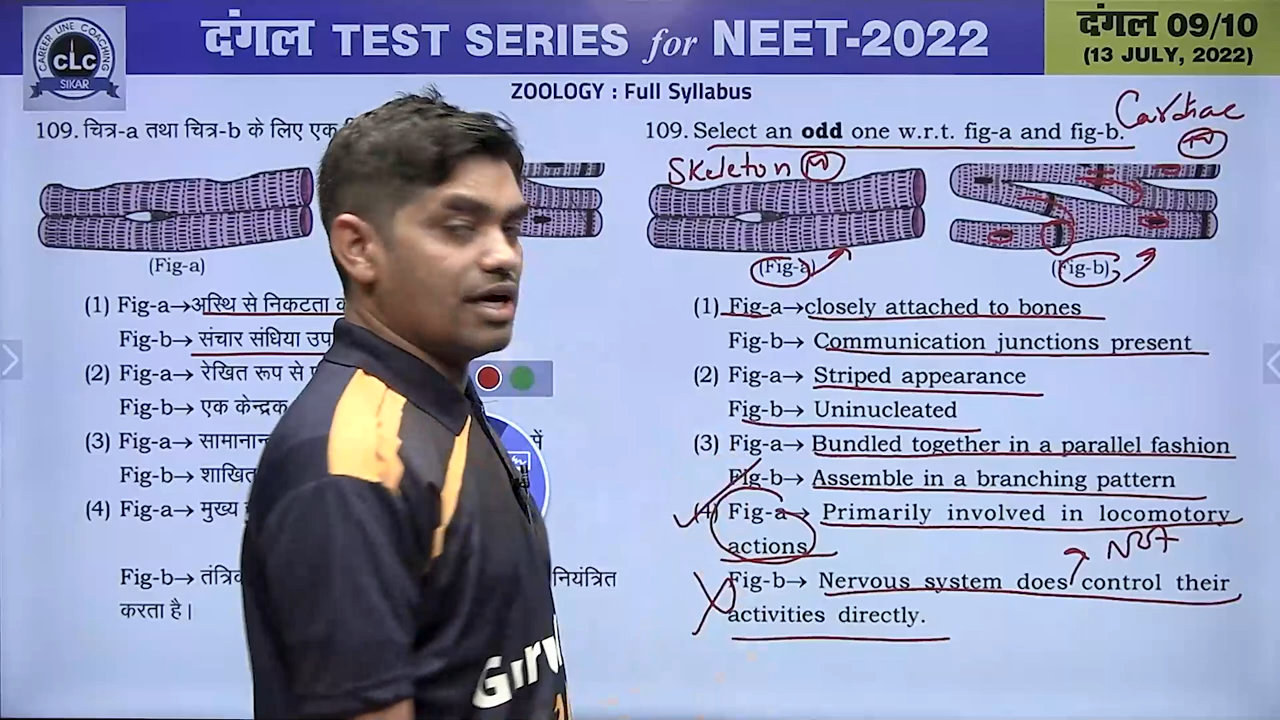 दंगल TEST SERIES for NEET-2022
दंगल 09/10
(13 JULY, 2022)
CAREER LINE COACHING
CLC
SIKAR
ZOOLOGY : Full Syllabus
109. चित्र-a तथा चित्र-b के लिए एक
(Fig-a)
(1) Fig-a→अस्थि से निकटता
Fig-b→ संचार संधिया
(2) Fig-a→ रेखित रूप से
Fig-b→ एक केन्द्रक
(3) Fig-a→
Fig-b→
(4) Fig-a→ मुख्य
Fig-b→
नियंत्रित
करता है।
109. Select an odd one w.r.t. fig-a and fig-b.
Cardiac
Skeleton
(Fig-a)
(Fig-b)
(1) Fig-a→closely attached to bones
Fig-b→ Communication junctions present
(2) Fig-a→ Striped appearance
Fig-b→ Uninucleated
(3) Fig-a→ Bundled together in a parallel fashion
Fig-b→ Assemble in a branching pattern
(4) Fig-a→ Primarily involved in locomotory
actions
Not
Fig-b→ Nervous system does control their
activities directly.